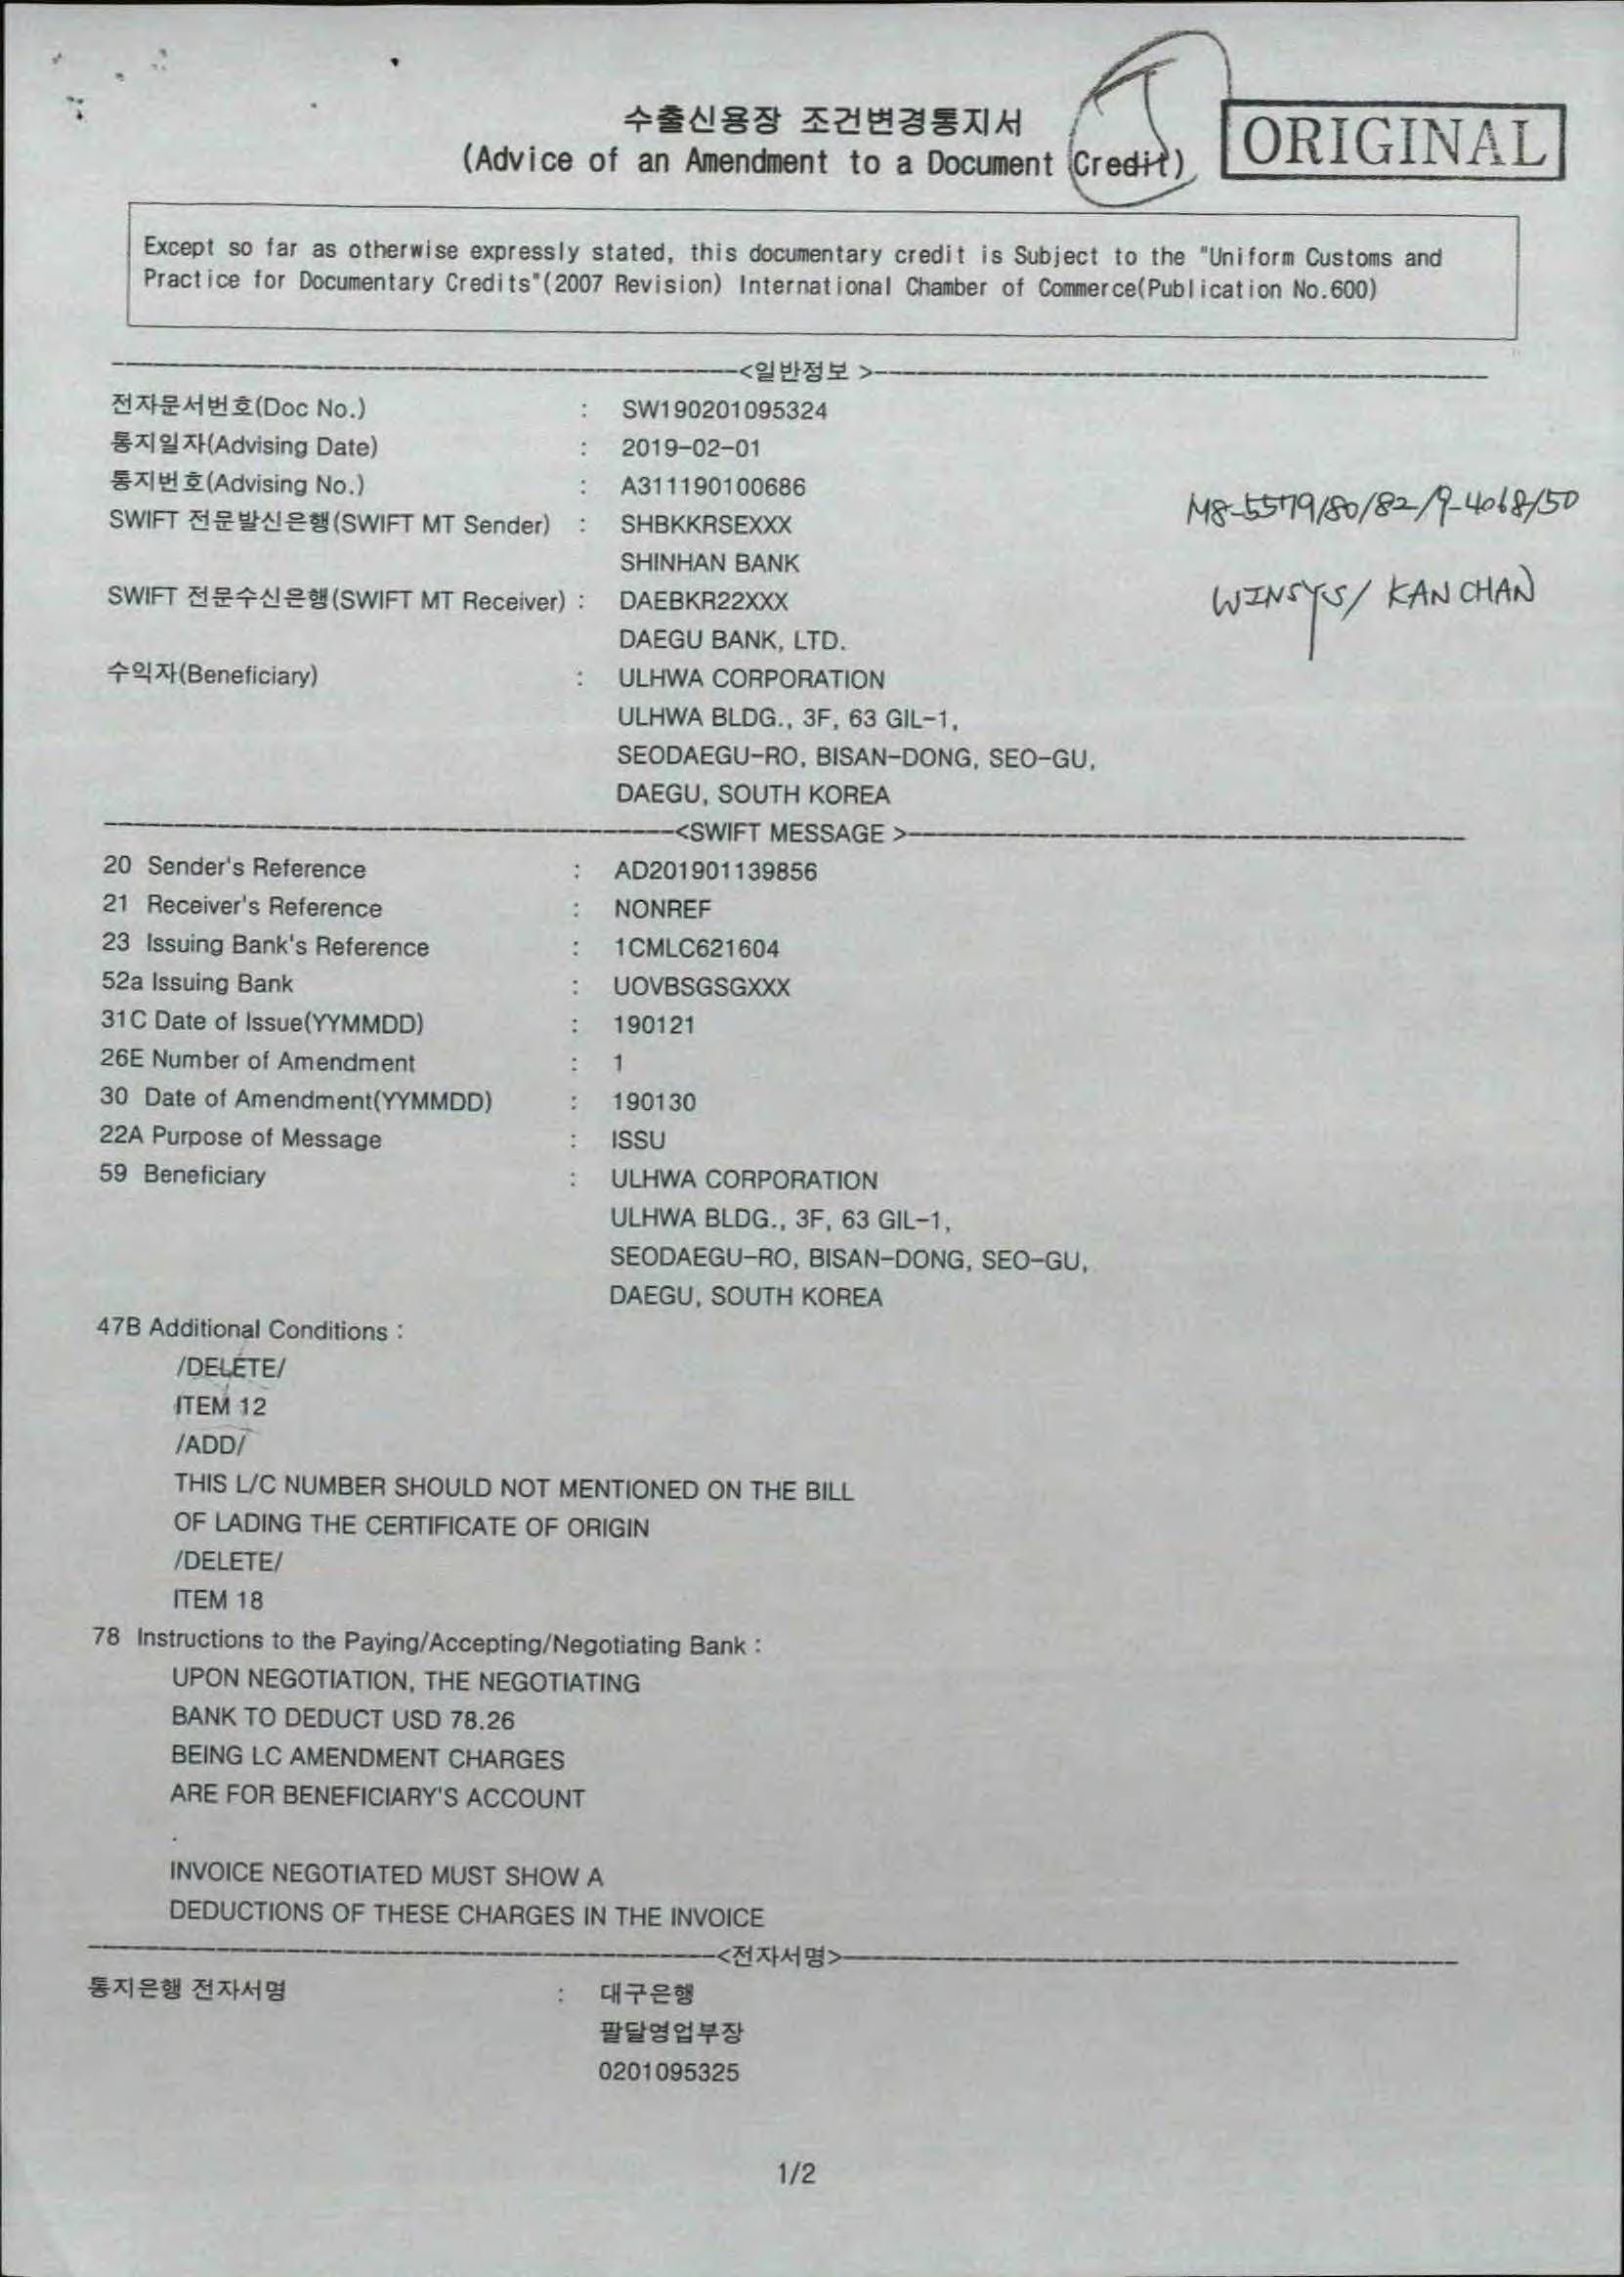 수출신용장 조건변경통지서
(Advice of an Amendment to a Document Credit)
ORIGINAL
Except so far as otherwise expressly stated, this documentary credit is Subject to the "Uniform Customs and
Practice for Documentary Credits"(2007 Revision) International Chamber of Commerce(Publication No.600)
<일반정보 >
전자문서번호(Doc No.) : SW190201095324
통지일자(Advising Date) : 2019-02-01
통지번호(Advising No.) : A311190100686
SWIFT 전문발신은행(SWIFT MT Sender) : SHBKKRSEXXX
SHINHAN BANK
M8-5579/80/82/9-4068/50
SWIFT 전문수신은행(SWIFT MT Receiver) : DAEBKR22XXX
WINSYS/ KANCHAN
DAEGU BANK, LTD.
수익자(Beneficiary) : ULHWA CORPORATION
ULHWA BLDG., 3F, 63 GIL-1,
SEODAEGU-RO, BISAN-DONG, SEO-GU,
DAEGU, SOUTH KOREA
<SWIFT MESSAGE >
20 Sender's Reference : AD201901139856
21 Receiver's Reference : NONREF
23 Issuing Bank's Reference : 1CMLC621604
52a Issuing Bank : UOVBSGSGXXX
31C Date of Issue(YYMMDD) : 190121
26E Number of Amendment : 1
30 Date of Amendment(YYMMDD) : 190130
22A Purpose of Message : ISSU
59 Beneficiary : ULHWA CORPORATION
ULHWA BLDG., 3F, 63 GIL-1,
SEODAEGU-RO, BISAN-DONG, SEO-GU,
DAEGU, SOUTH KOREA
47B Additional Conditions :
/DELETE/
ITEM 12
/ADD/
THIS L/C NUMBER SHOULD NOT MENTIONED ON THE BILL
OF LADING THE CERTIFICATE OF ORIGIN
/DELETE/
ITEM 18
78 Instructions to the Paying/Accepting/Negotiating Bank :
UPON NEGOTIATION, THE NEGOTIATING
BANK TO DEDUCT USD 78.26
BEING LC AMENDMENT CHARGES
ARE FOR BENEFICIARY'S ACCOUNT
.
INVOICE NEGOTIATED MUST SHOW A
DEDUCTIONS OF THESE CHARGES IN THE INVOICE
<전자서명>
통지은행 전자서명 : 대구은행
팔달영업부장
0201095325
1/2